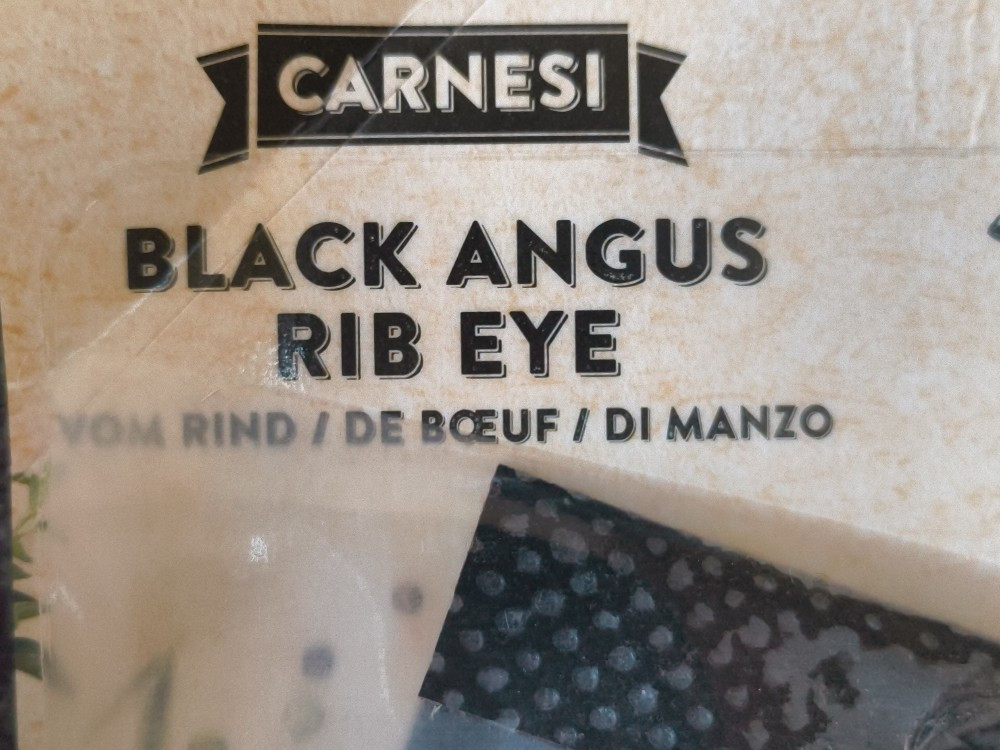 CARNESI
BLACK ANGUS
RIB EYE
VOM RIND / DE BŒUF / DI MANZO